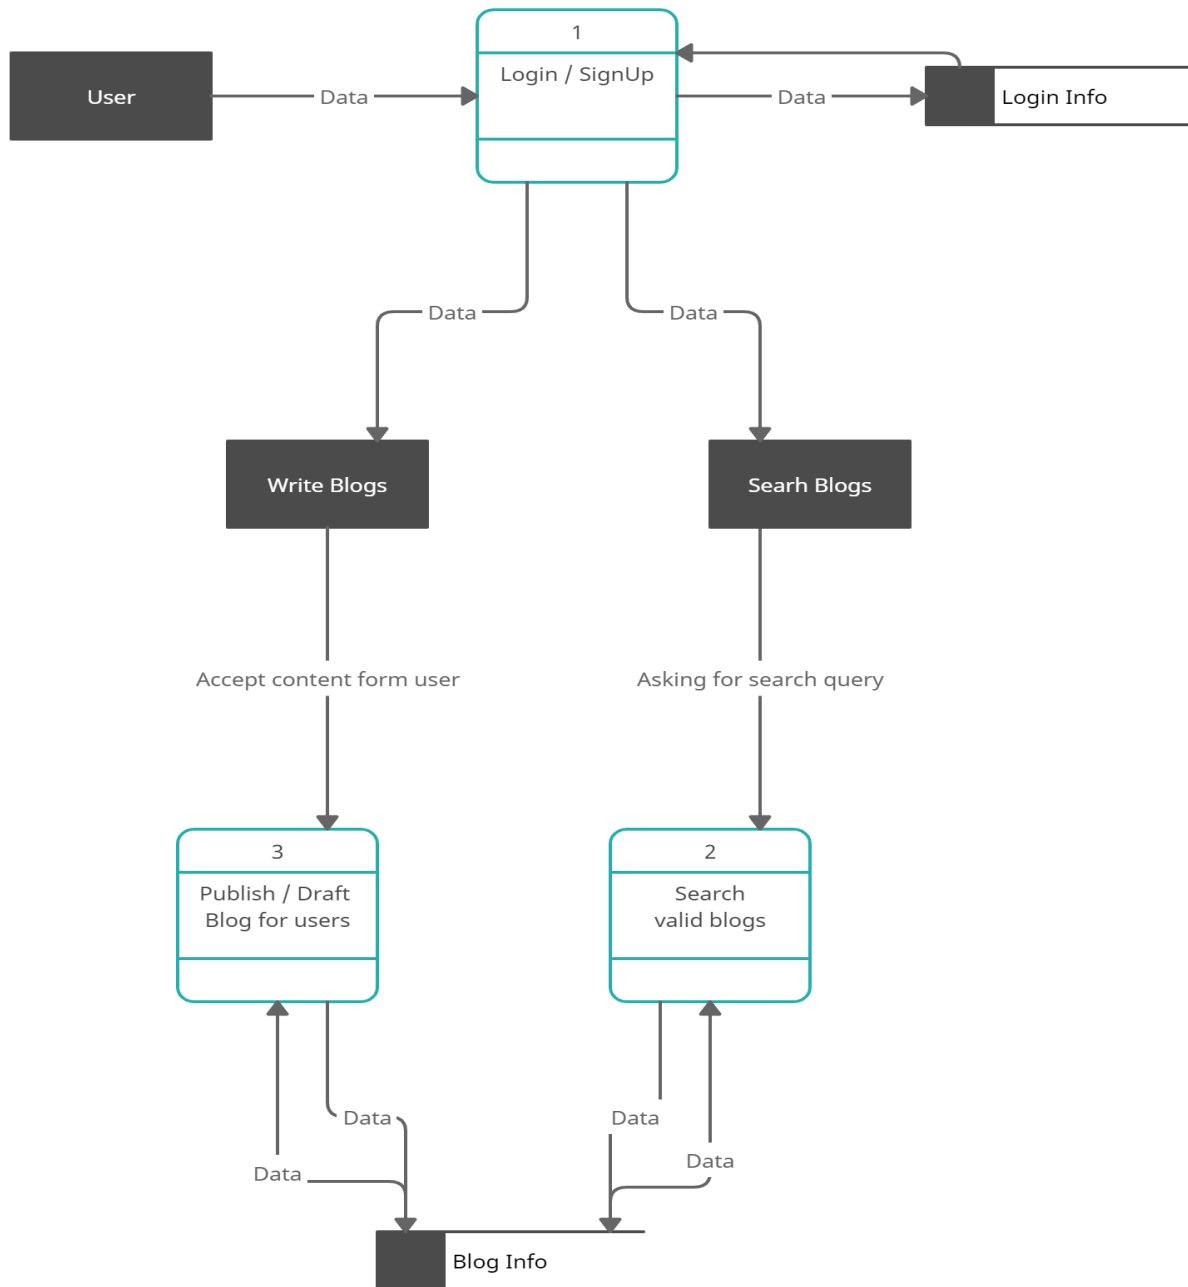 1
Login / SignUp
User
Data
Data
Login Info
Data
Data
Write Blogs
Searh Blogs
Accept content form user
Asking for search query
3
Publish / Draft
Blog for users
2
Search
valid blogs
Data
Data
Data
Data
Blog Info